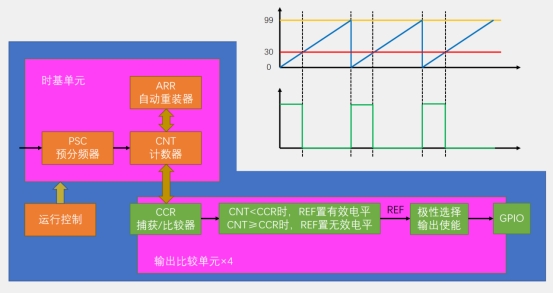 99
30
0
时基单元
ARR
自动重装器
PSC
预分频器
CNT
计数器
运行控制
CCR
捕获/比较器
CNT<CCR时，REF置有效电平
CNT≥CCR时，REF置无效电平
REF
极性选择
输出使能
GPIO
输出比较单元×4